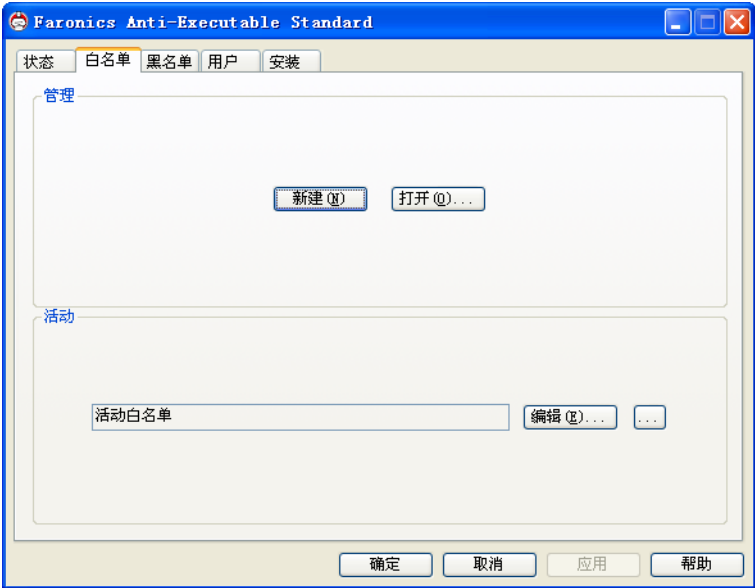 Faronics Anti-Executable Standard
状态 白名单 黑名单 用户 安装
管理
新建(N) 打开(O)...
活动
活动白名单 编辑(E)... ...
确定 取消 应用 帮助